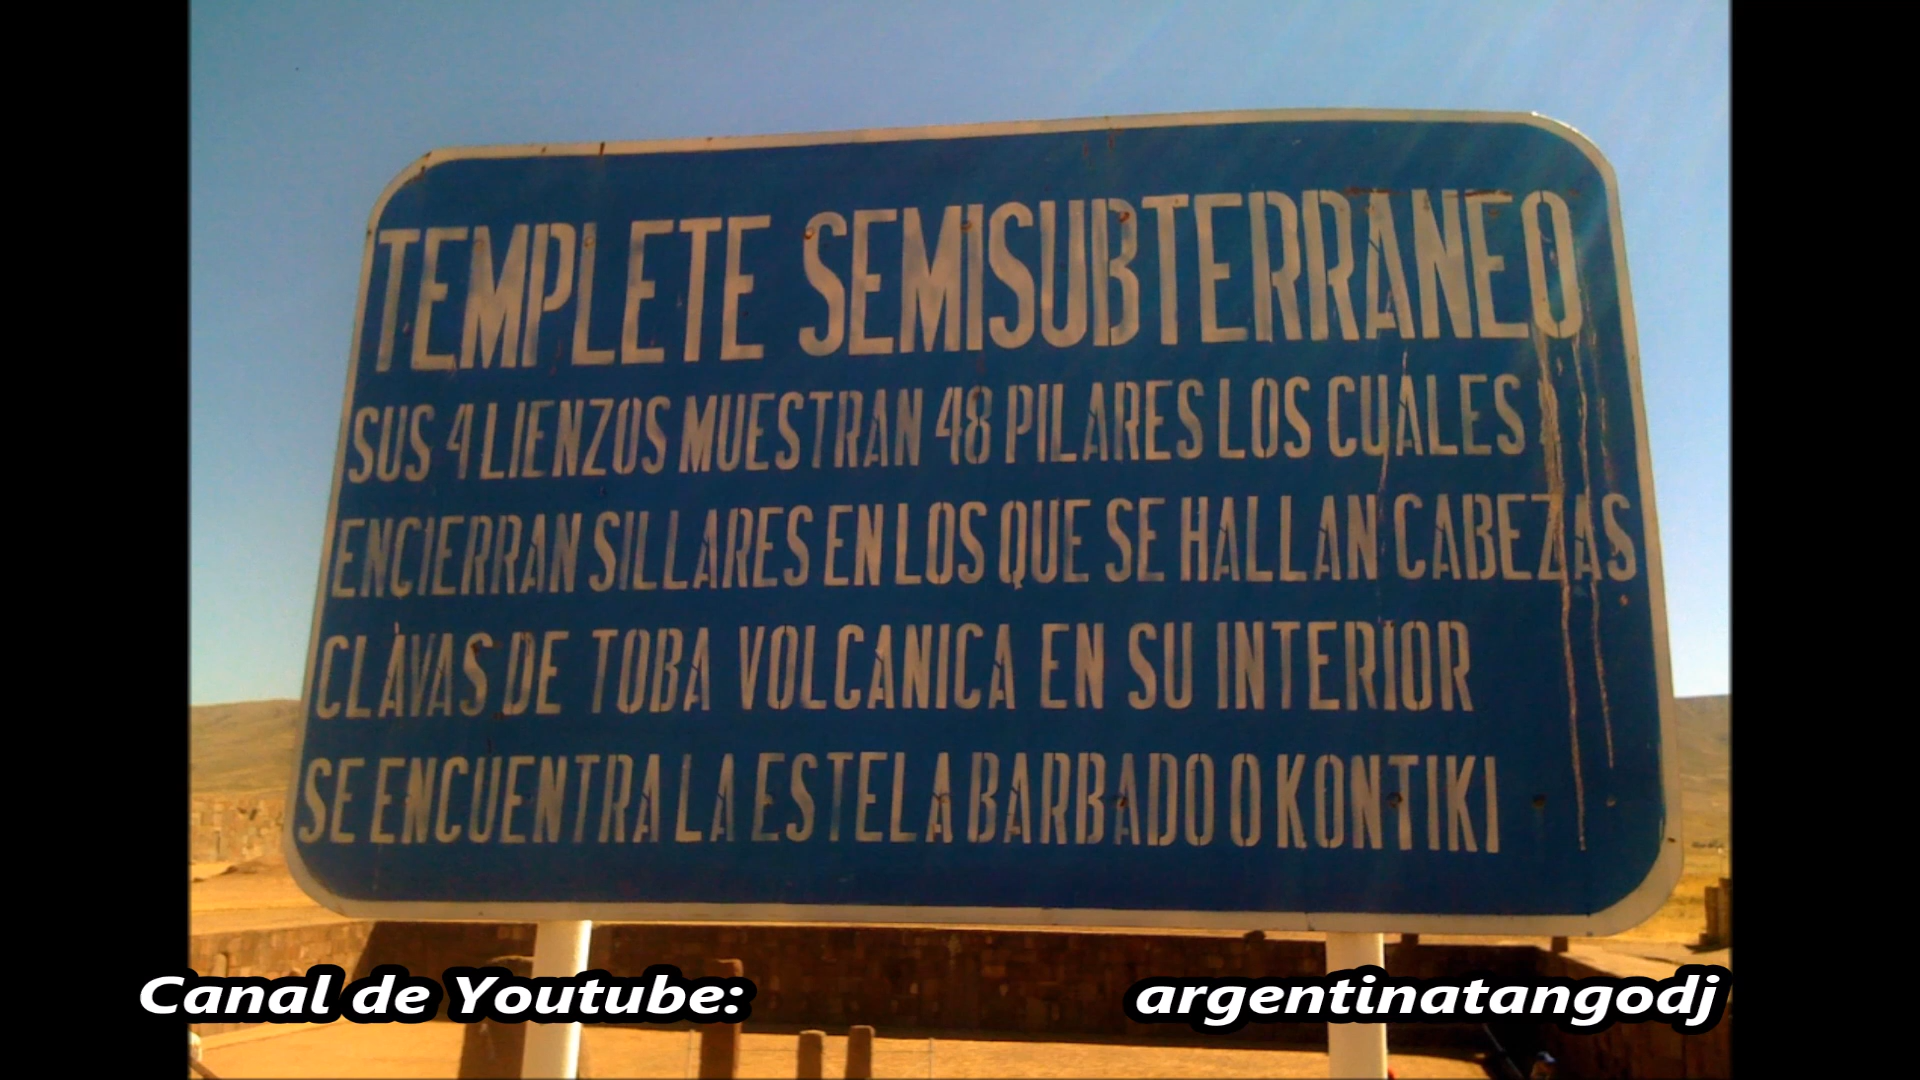 TEMPLETE SEMISUBTERRANEO
SUS 4 LIENZOS MUESTRAN 48 PILARES LOS CUALES
ENCIERRAN SILLARES EN LOS QUE SE HALLAN CABEZAS
CLAVAS DE TOBA VOLCANICA EN SU INTERIOR
SE ENCUENTRA LA ESTELA BARBADO O KONTIKI
Canal de Youtube: argentinatangodj